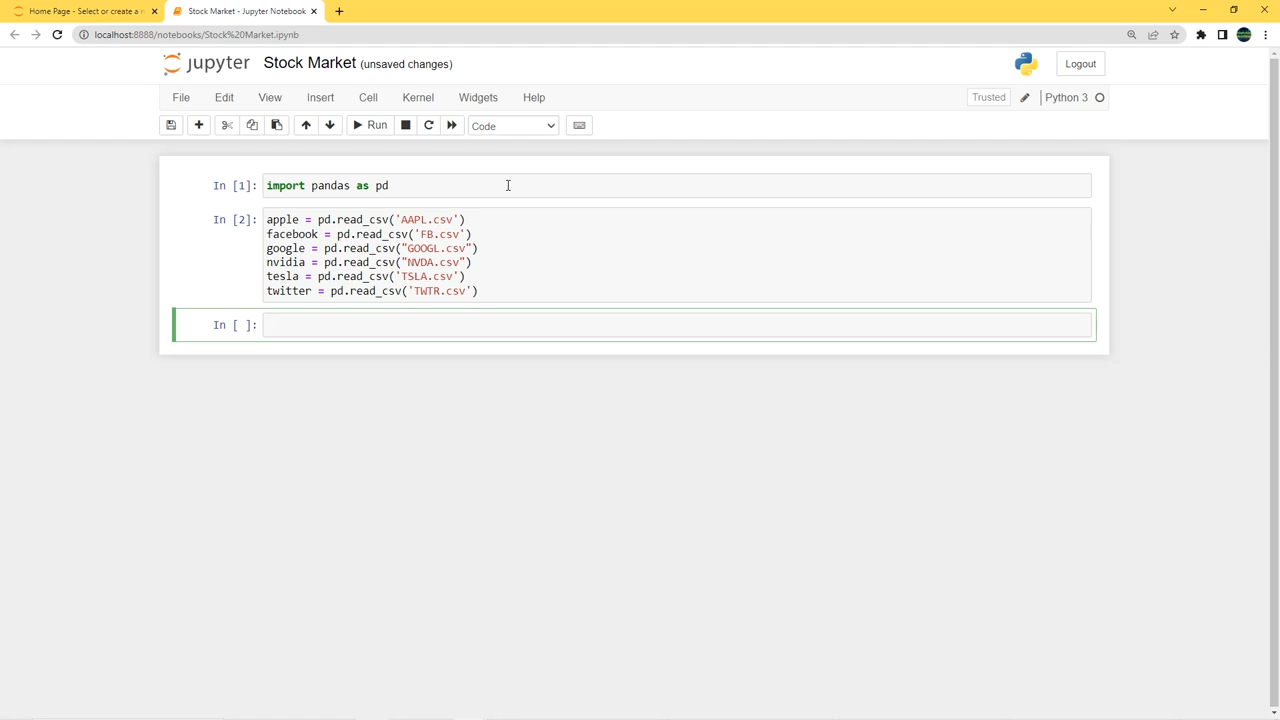 Home Page - Select or create a n
Stock Market - Jupyter Notebook
localhost:8888/notebooks/Stock%20Market.ipynb
jupyter Stock Market (unsaved changes)
Logout
File Edit View Insert Cell Kernel Widgets Help
Trusted Python 3
Run Code
In [1]: import pandas as pd
In [2]: apple = pd.read_csv('AAPL.csv')
facebook = pd.read_csv('FB.csv')
google = pd.read_csv("GOOGL.csv")
nvidia = pd.read_csv("NVDA.csv")
tesla = pd.read_csv('TSLA.csv')
twitter = pd.read_csv('TWTR.csv')
In [ ]: